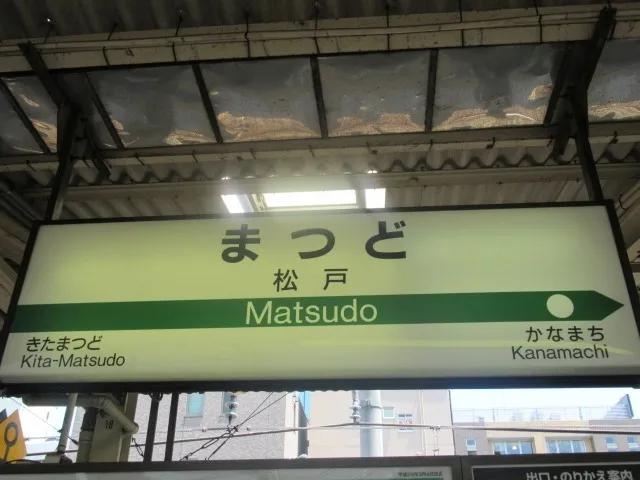 まつど
松戸
Matsudo
きたまつど
Kita-Matsudo
かなまち
Kanamachi
18
出口・のりかえ案内